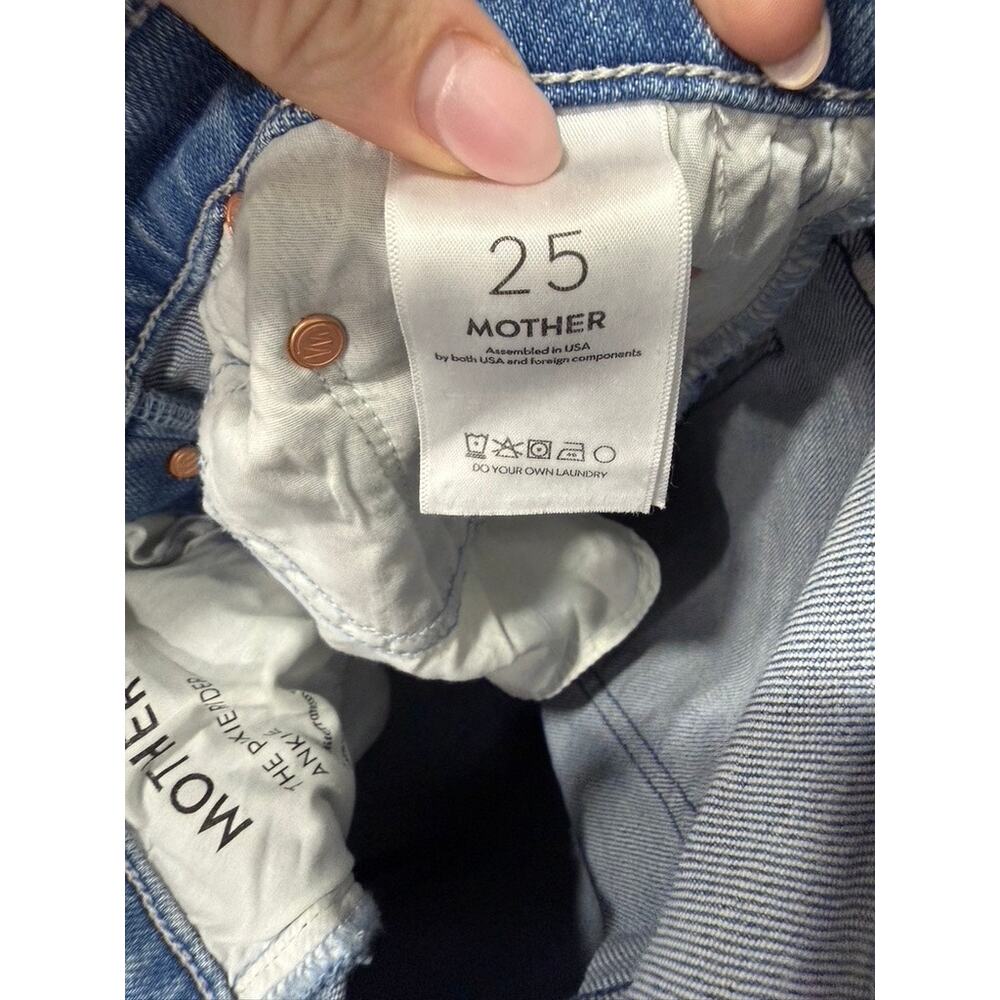 25
MOTHER
Assembled in USA
by both USA and foreign components
DO YOUR OWN LAUNDRY
MOTHER
THE PIXIE RIDER
ANKLE